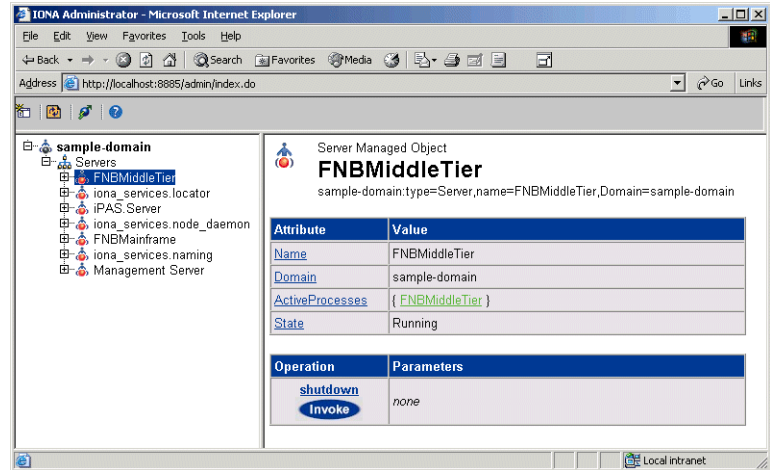 IONA Administrator - Microsoft Internet Explorer
File Edit View Favorites Tools Help
Back Search Favorites Media
Address http://localhost:8885/admin/index.do Go Links
sample-domain
Servers
FNBMiddleTier
iona_services.locator
iPAS.Server
iona_services.node_daemon
FNBMainframe
iona_services.naming
Management Server
Server Managed Object
FNBMiddleTier
sample-domain:type=Server,name=FNBMiddleTier,Domain=sample-domain
Attribute Value
Name FNBMiddleTier
Domain sample-domain
ActiveProcesses { FNBMiddleTier }
State Running
Operation Parameters
shutdown
Invoke none
Local intranet